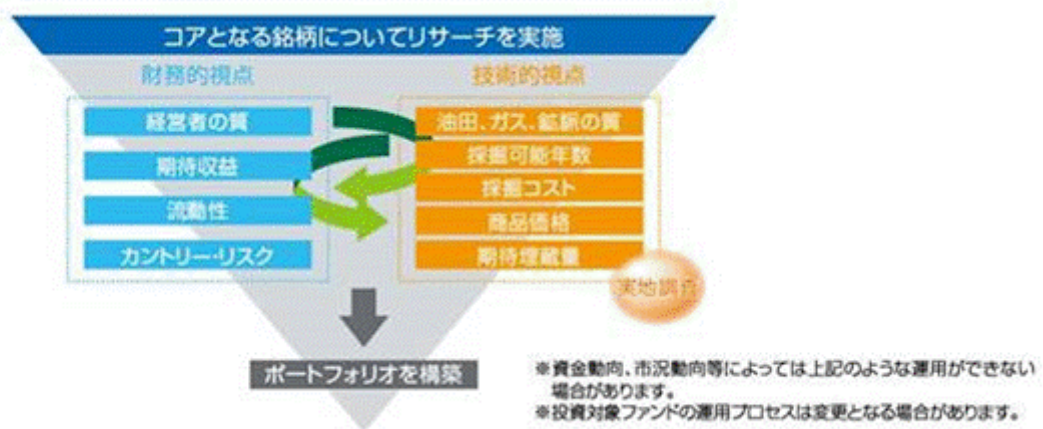 コアとなる銘柄についてリサーチを実施
財務的視点
技術的視点
経営者の質
期待収益
流動性
カントリー・リスク
油田、ガス、鉱脈の質
採掘可能年数
採掘コスト
商品価格
期待埋蔵量
実地調点
ポートフォリオを構築
※資金動向、市況動向等によっては上記のような運用ができない
場合があります。
※投資対象ファンドの運用プロセスは変更となる場合があります。